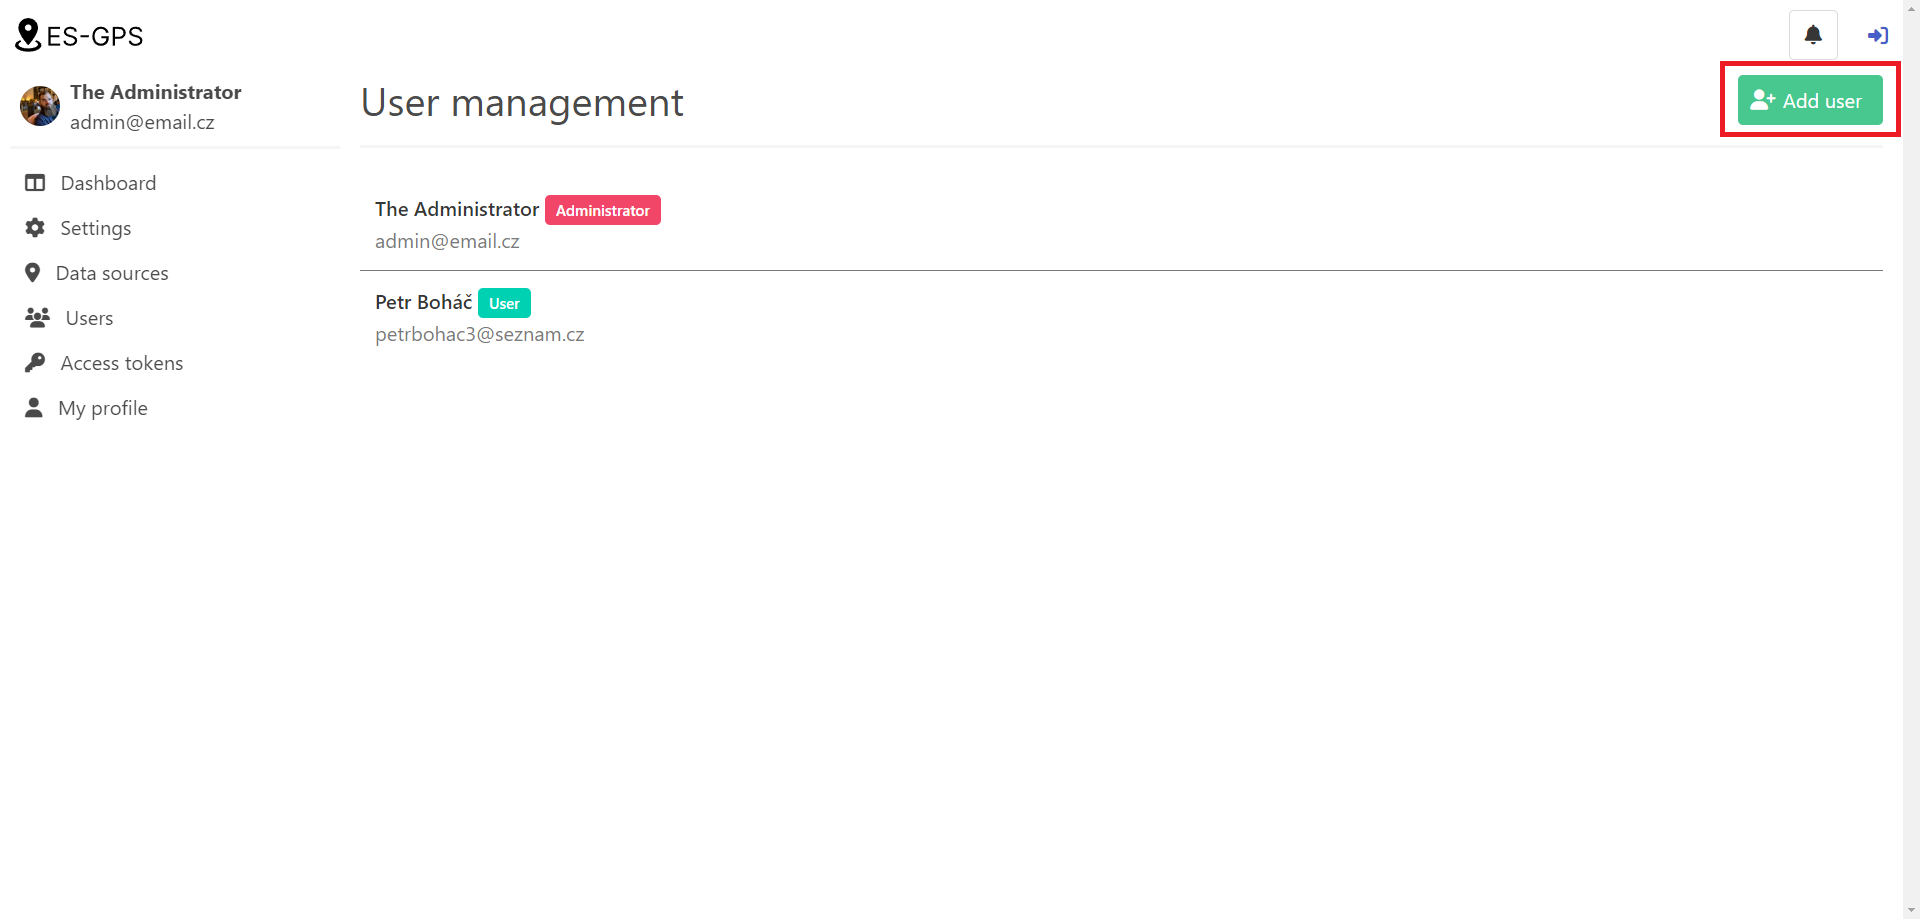 ES-GPS
The Administrator
admin@email.cz
Dashboard
Settings
Data sources
Users
Access tokens
My profile
User management
Add user
The Administrator Administrator
admin@email.cz
Petr Boháč User
petrbohac3@seznam.cz